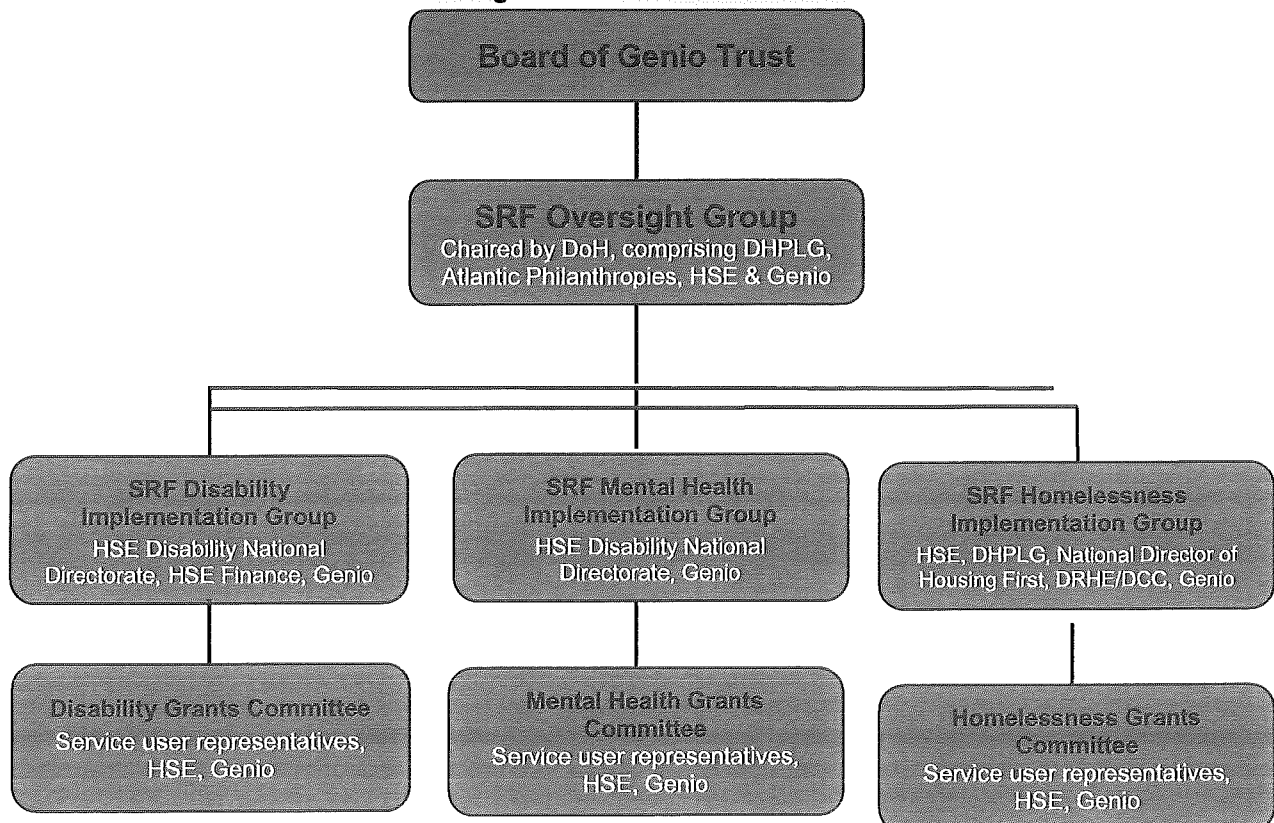 Board of Genio Trust
SRF Oversight Group
Chaired by DoH, comprising DHPLG,
Atlantic Philanthropies, HSE & Genio
SRF Disability
Implementation Group
HSE Disability National
Directorate, HSE Finance, Genio
SRF Mental Health
Implementation Group
HSE Disability National
Directorate, Genio
SRF Homelessness
Implementation Group
HSE, DHPLG, National Director of
Housing First, DRHE/DCC, Genio
Disability Grants Committee
Service user representatives,
HSE, Genio
Mental Health Grants
Committee
Service user representatives,
HSE, Genio
Homelessness Grants
Committee
Service user representatives,
HSE, Genio